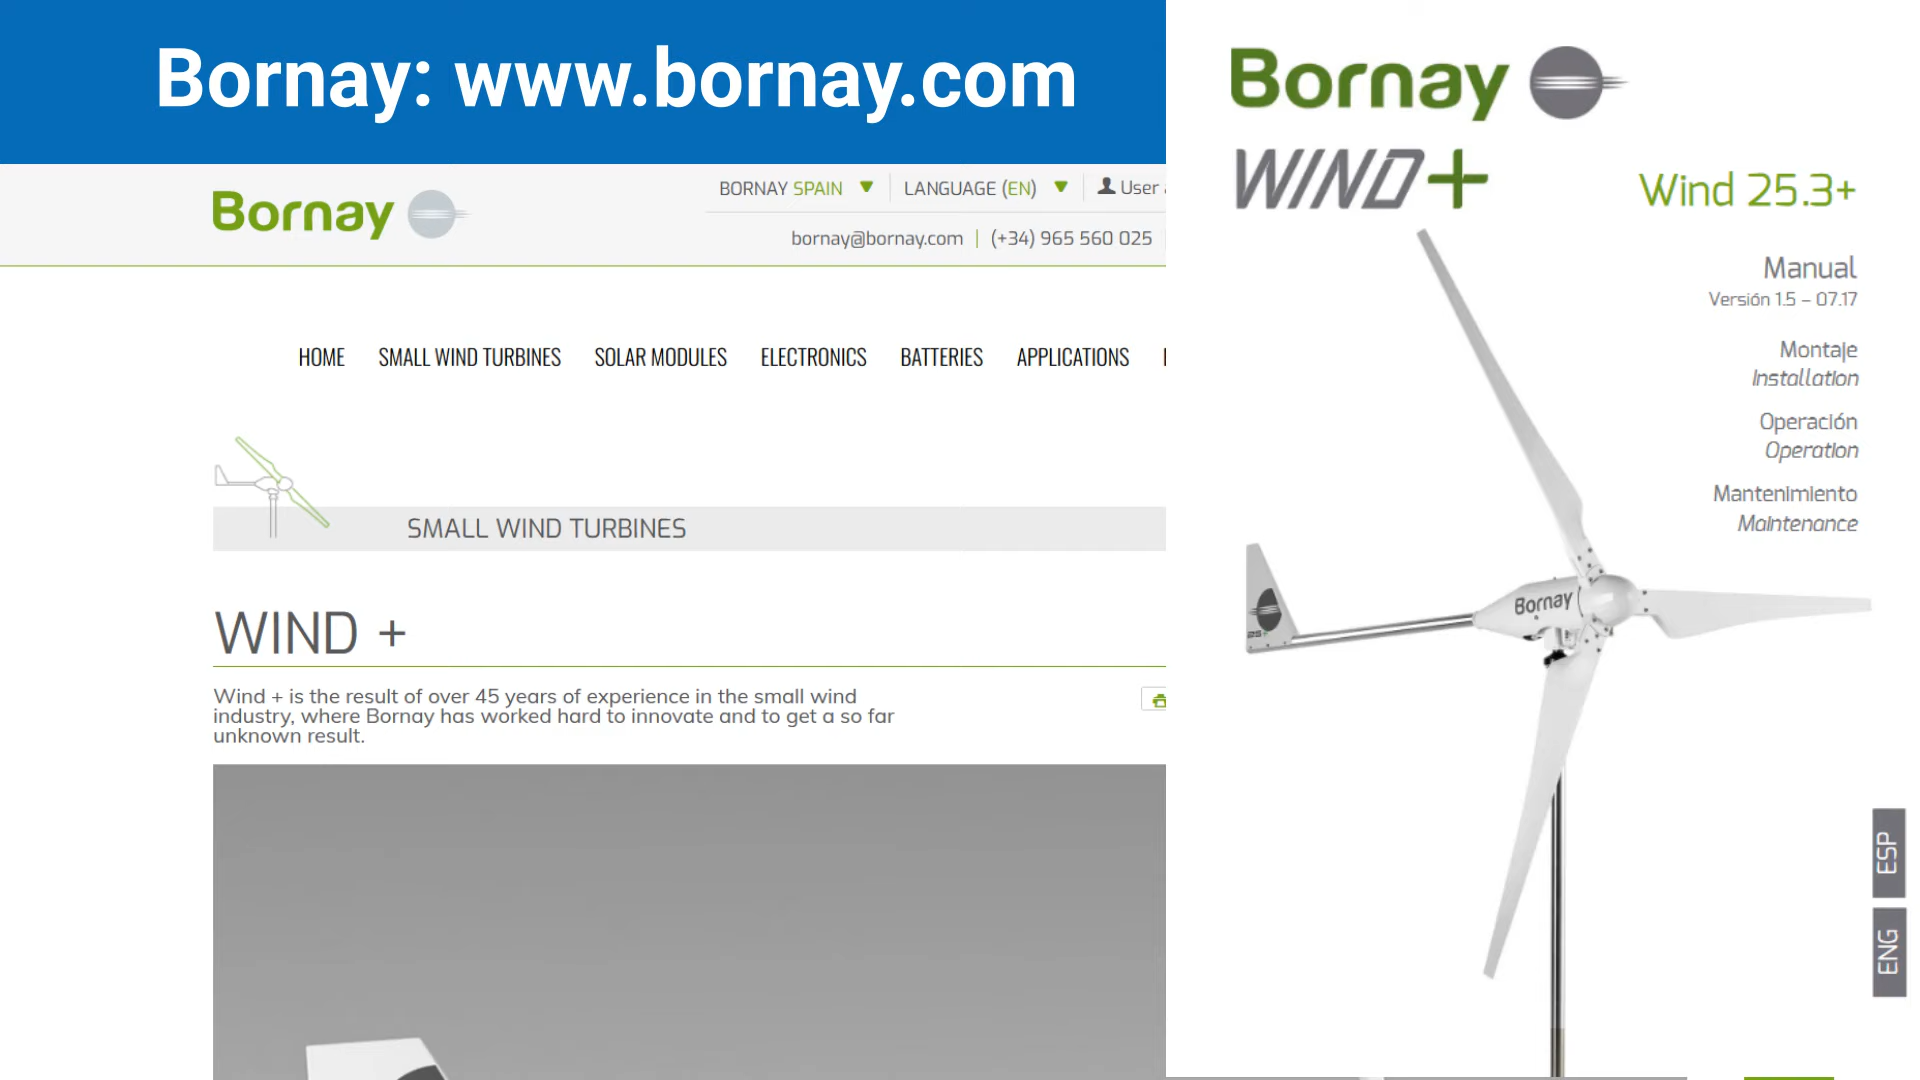 Bornay: www.bornay.com
Bornay
BORNAY SPAIN
LANGUAGE (EN)
User
bornay@bornay.com | (+34) 965 560 025
HOME
SMALL WIND TURBINES
SOLAR MODULES
ELECTRONICS
BATTERIES
APPLICATIONS
SMALL WIND TURBINES
WIND +
Wind + is the result of over 45 years of experience in the small wind
industry, where Bornay has worked hard to innovate and to get a so far
unknown result.
Bornay
WIND+
Wind 25.3+
Manual
Versión 1.5 – 07.17
Montaje
Installation
Operación
Operation
Mantenimiento
Maintenance
Bornay
25+
ESP
ENG